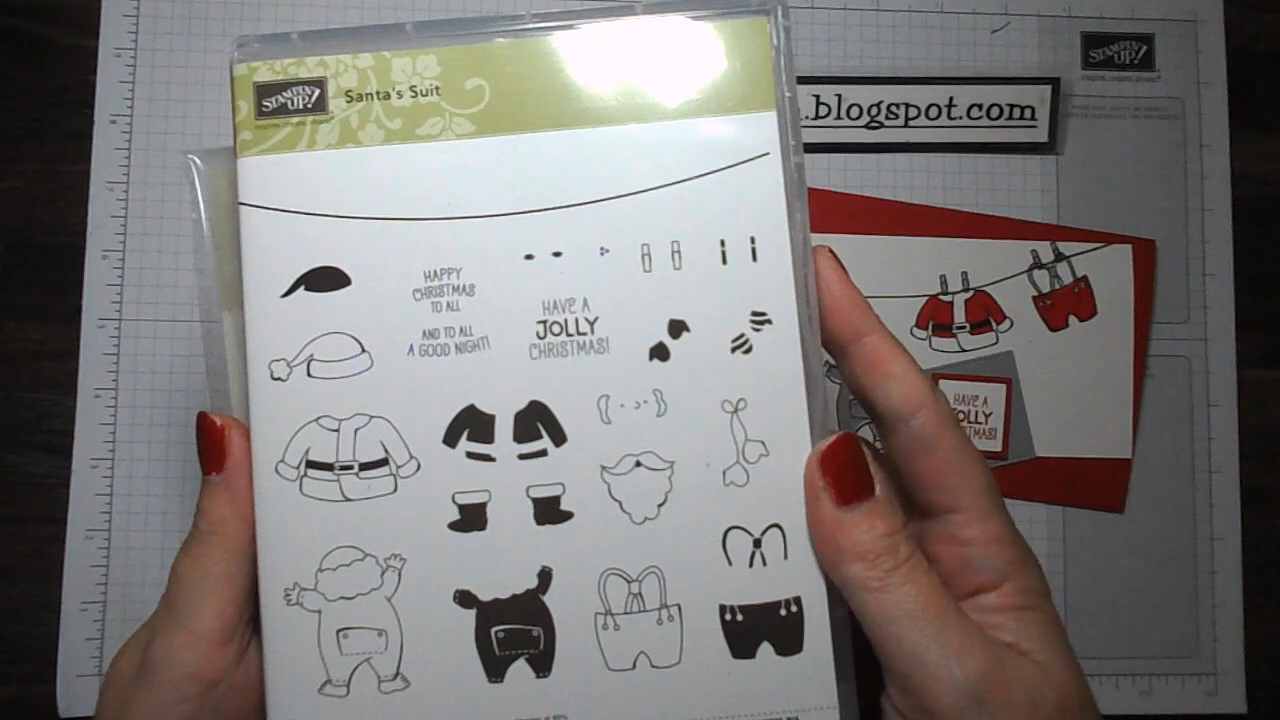 STAMPIN' UP!
Santa's Suit
HAPPY
CHRISTMAS
TO ALL
AND TO ALL
A GOOD NIGHT!
HAVE A
JOLLY
CHRISTMAS!
.blogspot.com
STAMPIN' UP!
HAVE A
JOLLY